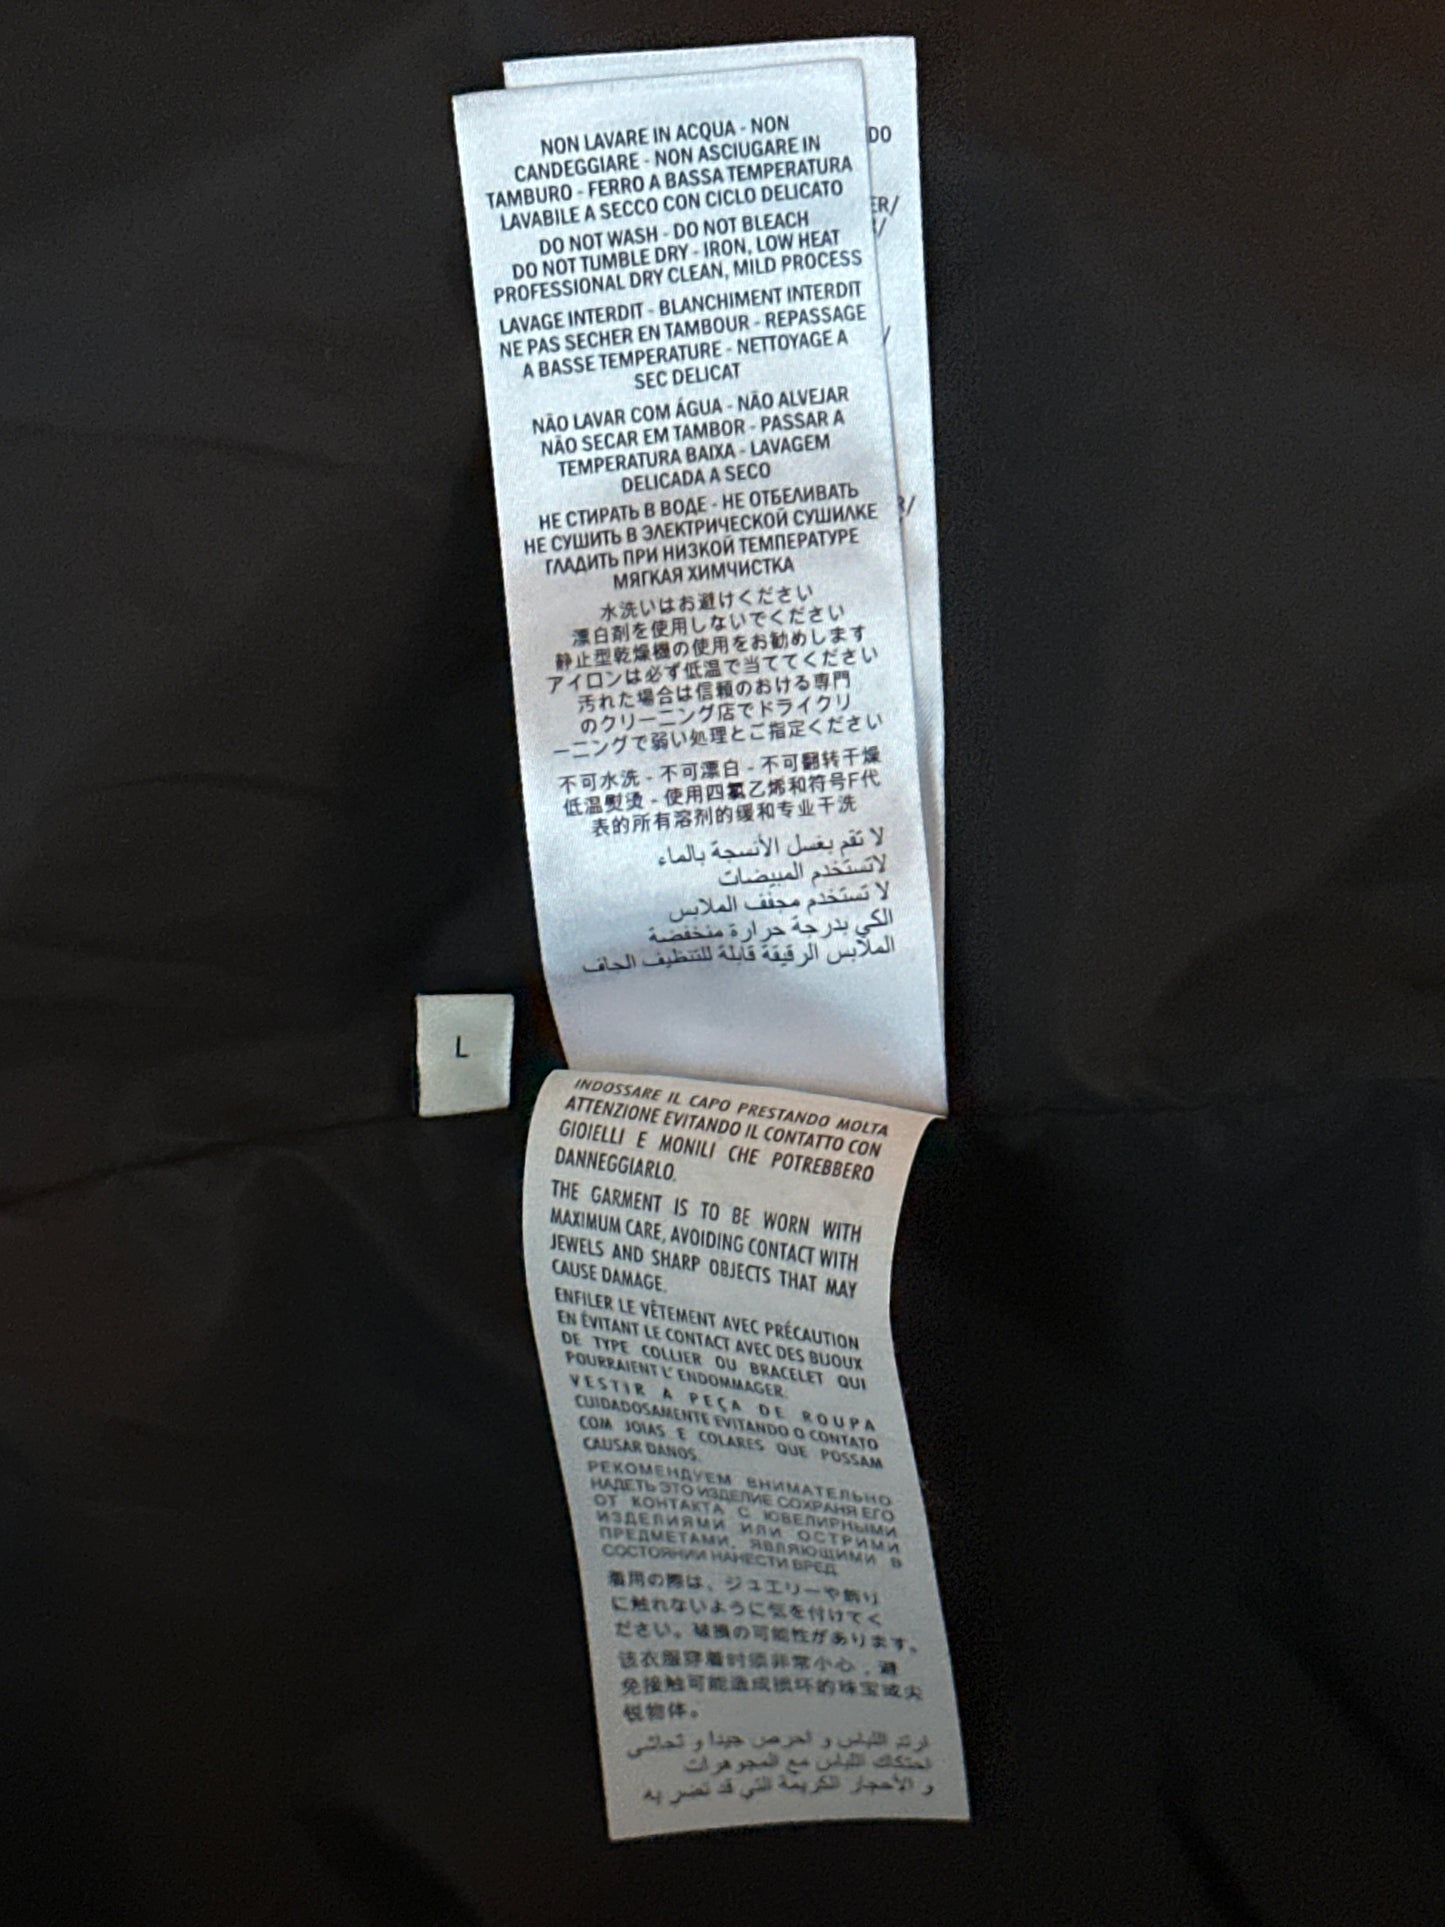 NON LAVARE IN ACQUA - NON
CANDEGGIARE - NON ASCIUGARE IN
TAMBURO - FERRO A BASSA TEMPERATURA
LAVABILE A SECCO CON CICLO DELICATO
DO NOT WASH - DO NOT BLEACH
DO NOT TUMBLE DRY - IRON, LOW HEAT
PROFESSIONAL DRY CLEAN, MILD PROCESS
LAVAGE INTERDIT - BLANCHIMENT INTERDIT
NE PAS SECHER EN TAMBOUR - REPASSAGE
A BASSE TEMPERATURE - NETTOYAGE A
SEC DELICAT
NÃO LAVAR COM ÁGUA - NÃO ALVEJAR
NÃO SECAR EM TAMBOR - PASSAR A
TEMPERATURA BAIXA - LAVAGEM
DELICADA A SECO
НЕ СТИРАТЬ В ВОДЕ - НЕ ОТБЕЛИВАТЬ
НЕ СУШИТЬ В ЭЛЕКТРИЧЕСКОЙ СУШИЛКЕ
ГЛАДИТЬ ПРИ НИЗКОЙ ТЕМПЕРАТУРЕ
МЯГКАЯ ХИМЧИСТКА
水洗いはお避けください
漂白剤を使用しないでください
静止型乾燥機の使用をお勧めします
アイロンは必ず低温で当ててください
汚れた場合は信頼のおける専門
のクリーニング店でドライクリ
ーニングで弱い処理とご指定ください
不可水洗 - 不可漂白 - 不可翻转干燥
低温熨烫 - 使用四氯乙烯和符号F代
表的所有溶剂的缓和专业干洗
لا تقم بغسل الأنسجة بالماء
لاتستخدم المبيضات
لا تستخدم مجفف الملابس
الكي بدرجة حرارة منخفضة
الملابس الرقيقة قابلة للتنظيف الجاف
DO
ER/
/
R/
L
INDOSSARE IL CAPO PRESTANDO MOLTA
ATTENZIONE EVITANDO IL CONTATTO CON
GIOIELLI E MONILI CHE POTREBBERO
DANNEGGIARLO.
THE GARMENT IS TO BE WORN WITH
MAXIMUM CARE, AVOIDING CONTACT WITH
JEWELS AND SHARP OBJECTS THAT MAY
CAUSE DAMAGE.
ENFILER LE VÊTEMENT AVEC PRÉCAUTION
EN ÉVITANT LE CONTACT AVEC DES BIJOUX
DE TYPE COLLIER OU BRACELET QUI
POURRAIENT L'ENDOMMAGER.
VESTIR A PEÇA DE ROUPA
CUIDADOSAMENTE EVITANDO O CONTATO
COM JOIAS E COLARES QUE POSSAM
CAUSAR DANOS.
РЕКОМЕНДУЕМ ВНИМАТЕЛЬНО
НАДЕТЬ ЭТО ИЗДЕЛИЕ СОХРАНЯ ЕГО
ОТ КОНТАКТА С ЮВЕЛИРНЫМИ
ИЗДЕЛИЯМИ ИЛИ ОСТРИМИ
ПРЕДМЕТАМИ, ЯВЛЯЮЩИМИ В
СОСТОЯНИИ НАНЕСТИ ВРЕД
着用の際は、ジュエリーや飾り
に触れないように気を付けてく
ださい。破損の可能性があります。
该衣服穿着时须非常小心，避
免接触可能造成损坏的珠宝或尖
锐物体。
ارتد اللباس و احرص جيدا و تحاشى
احتكاك اللباس مع المجوهرات
و الأحجار الكريمة التي قد تضر به